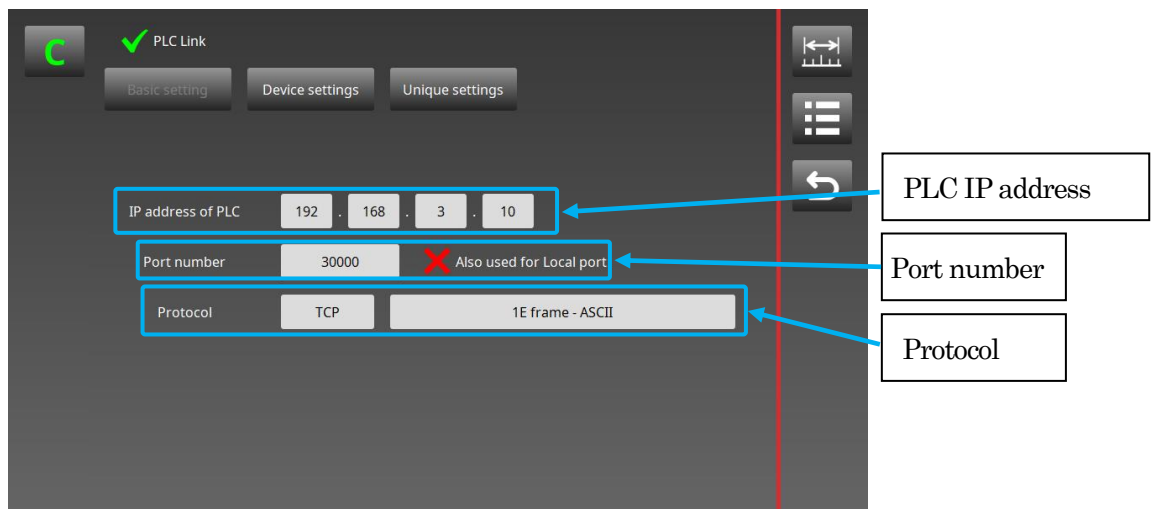 C
PLC Link
Basic setting Device settings Unique settings
IP address of PLC 192 . 168 . 3 . 10
PLC IP address
Port number 30000 Also used for Local port
Port number
Protocol TCP 1E frame - ASCII
Protocol